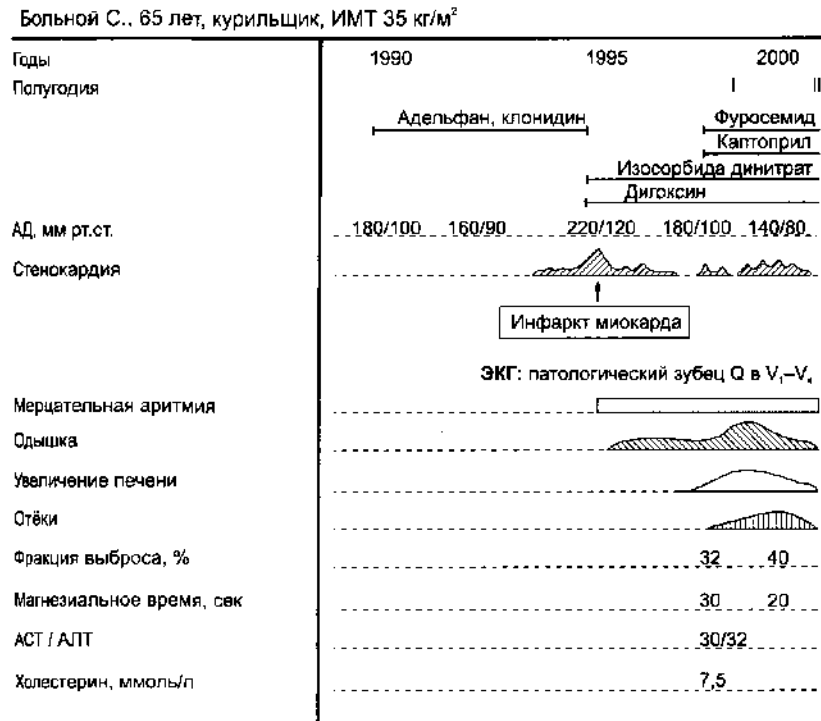 Больной С., 65 лет, курильщик, ИМТ 35 кг/м²
Годы 1990 1995 2000
Полугодия I II
Адельфан, клонидин Фуросемид
Каптоприл
Изосорбида динитрат
Дилоксин
АД, мм рт.ст. 180/100 160/90 220/120 180/100 140/80
Стенокардия
Инфаркт миокарда
ЭКГ: патологический зубец Q в V₁–V₄
Мерцательная аритмия
Одышка
Увеличение печени
Отёки
Фракция выброса, % 32 40
Магнезиальное время, сек 30 20
АСТ / АЛТ 30/32
Холестерин, ммоль/л 7,5